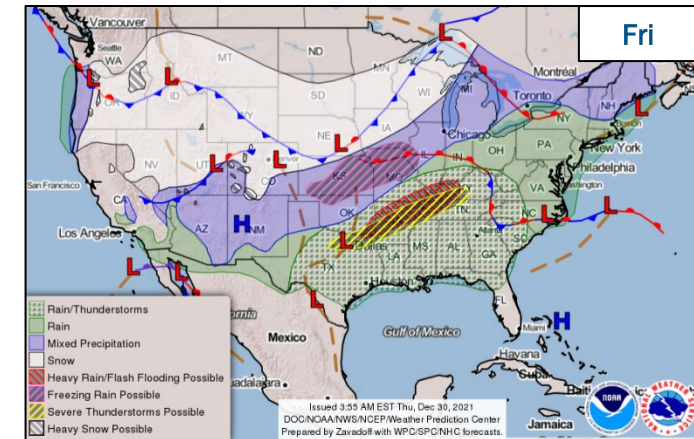 Fri
Vancouver
Seattle
WA
MT
ND
MN
OR
ID
WY
SD
WI
MI
Montréal
Toronto
NH
NY
Boston
New York
Philadelphia
Washington
NV
UT
Denver
CO
NE
IA
Chicago
IL
IN
OH
PA
VA
San Francisco
CA
Los Angeles
AZ
NM
H
KS
MO
OK
KY
TN
NC
SC
TX
Dallas
LA
MS
AL
Atlanta
GA
Houston
FL
Miami
H
L
L
L
L
L
L
L
L
L
L
L
L
L
Mexico
Gulf of Mexico
Havana
Cuba
Jamaica
Rain/Thunderstorms
Rain
Mixed Precipitation
Snow
Heavy Rain/Flash Flooding Possible
Freezing Rain Possible
Severe Thunderstorms Possible
Heavy Snow Possible
Issued 3:55 AM EST Thu, Dec 30, 2021
DOC/NOAA/NWS/NCEP/Weather Prediction Center
Prepared by Zavadoff with WPC/SPC/NHC forecasts.
NOAA